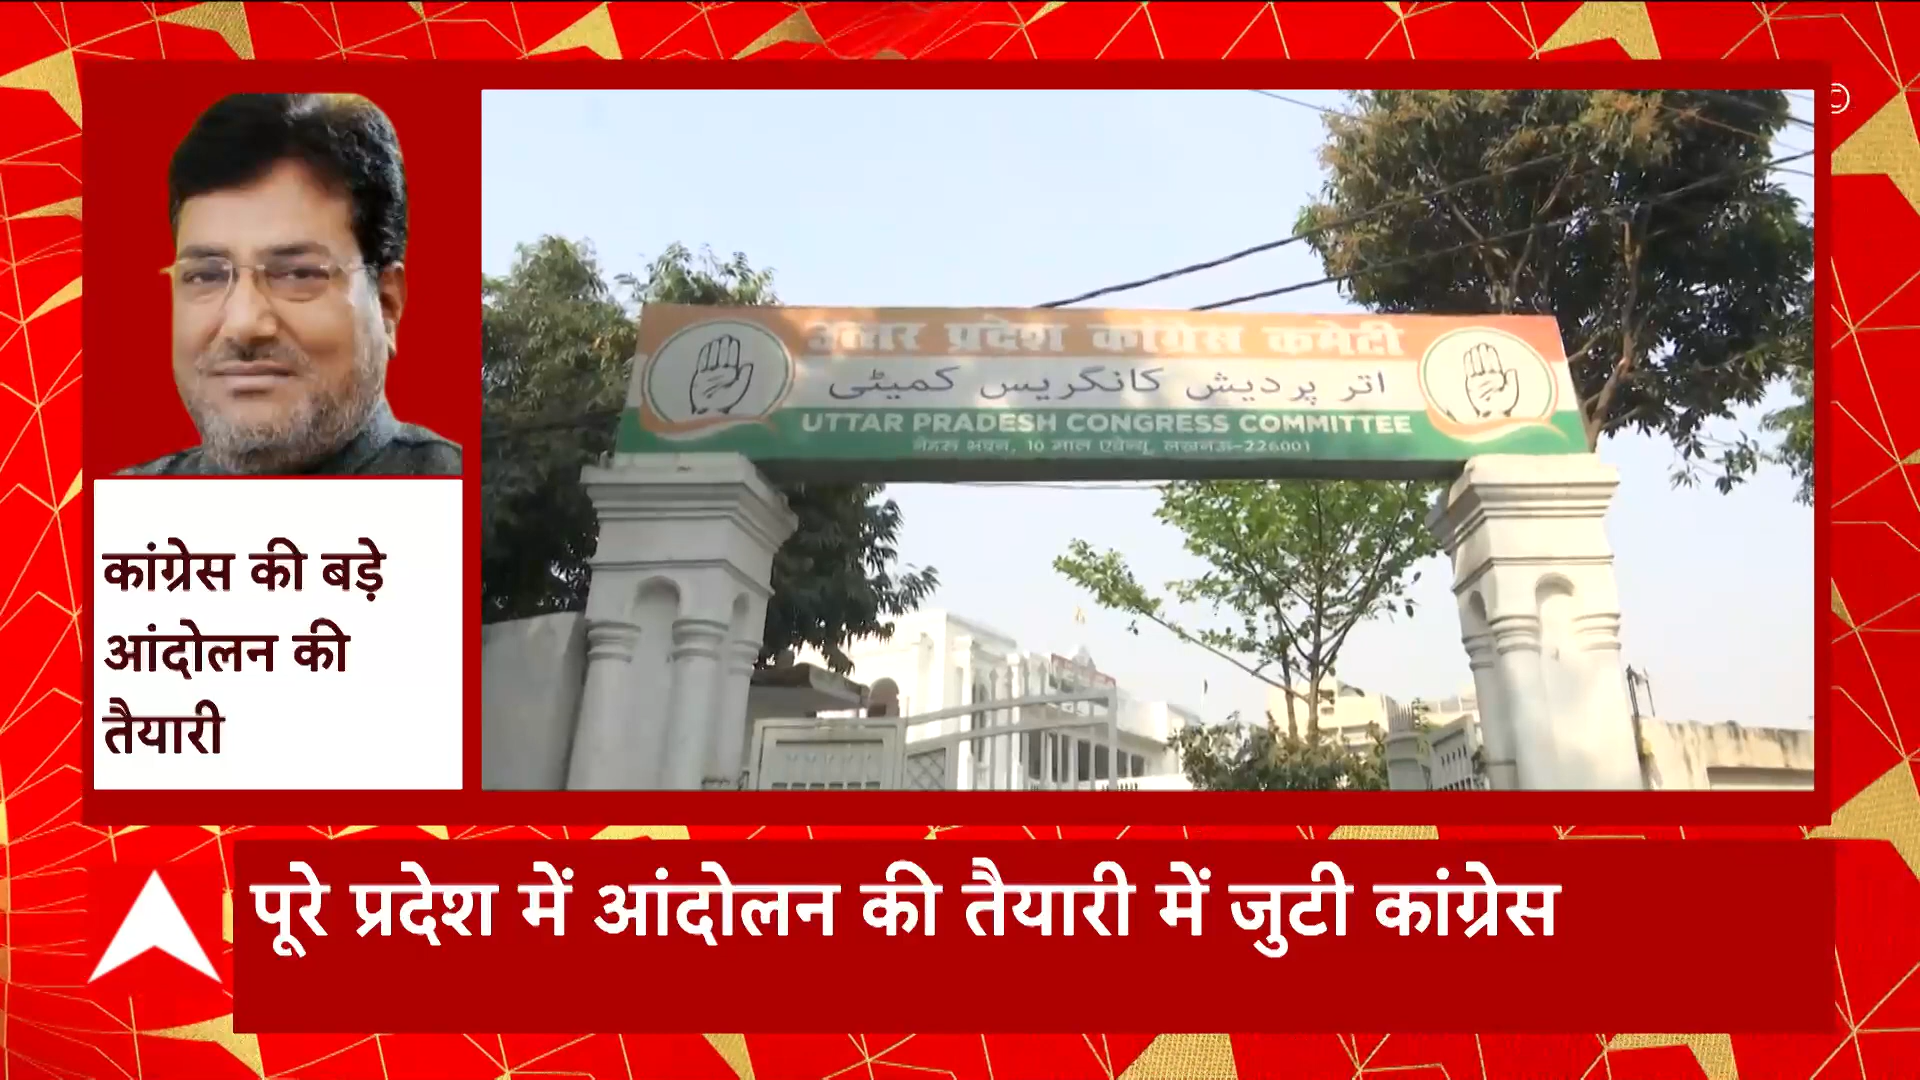 ©
उत्तर प्रदेश कांग्रेस कमेटी
اتر پردیش کانگریس کمیٹی
UTTAR PRADESH CONGRESS COMMITTEE
नेहरू भवन, 10 माल एवेन्यू, लखनऊ-226001
कांग्रेस की बड़े
आंदोलन की
तैयारी
पूरे प्रदेश में आंदोलन की तैयारी में जुटी कांग्रेस